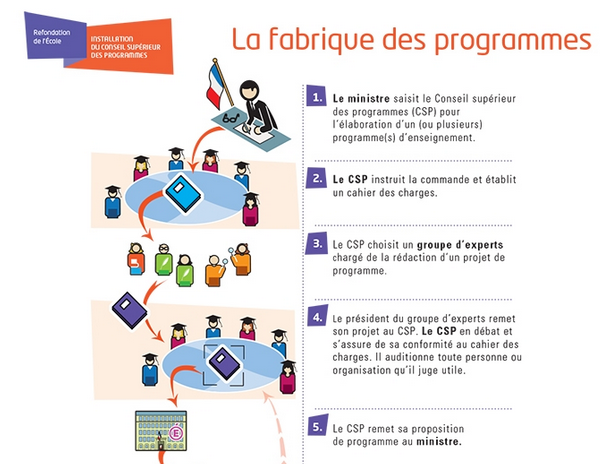 Refondation
de l'École
INSTALLATION
DU CONSEIL SUPÉRIEUR
DES PROGRAMMES
La fabrique des programmes
1. Le ministre saisit le Conseil supérieur
des programmes (CSP) pour
l'élaboration d'un (ou plusieurs)
programme(s) d'enseignement.
2. Le CSP instruit la commande et établit
un cahier des charges.
3. Le CSP choisit un groupe d'experts
chargé de la rédaction d'un projet de
programme.
4. Le président du groupe d'experts remet
son projet au CSP. Le CSP en débat et
s'assure de sa conformité au cahier des
charges. Il auditionne toute personne ou
organisation qu'il juge utile.
5. Le CSP remet sa proposition
de programme au ministre.